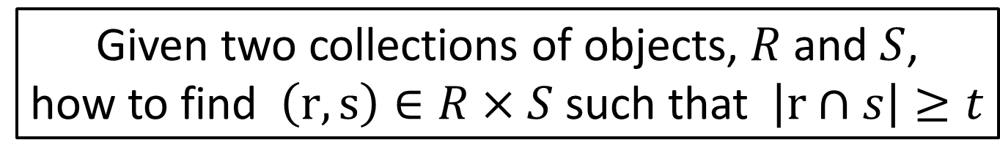 Given two collections of objects, R and S,
how to find (r, s) ∈ R × S such that |r ∩ s| ≥ t